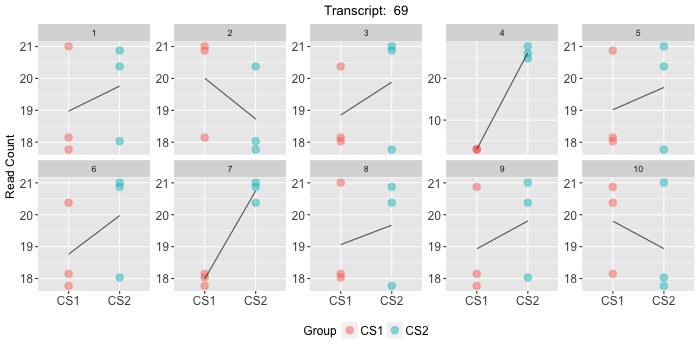 Transcript: 69
1 2 3 4 5
21 21 21 21
20 20 20 20 20
19 19 19 10 19
18 18 18 18
Read Count
6 7 8 9 10
21 21 21 21 21
20 20 20 20 20
19 19 19 19 19
18 18 18 18 18
CS1 CS2 CS1 CS2 CS1 CS2 CS1 CS2 CS1 CS2
Group CS1 CS2